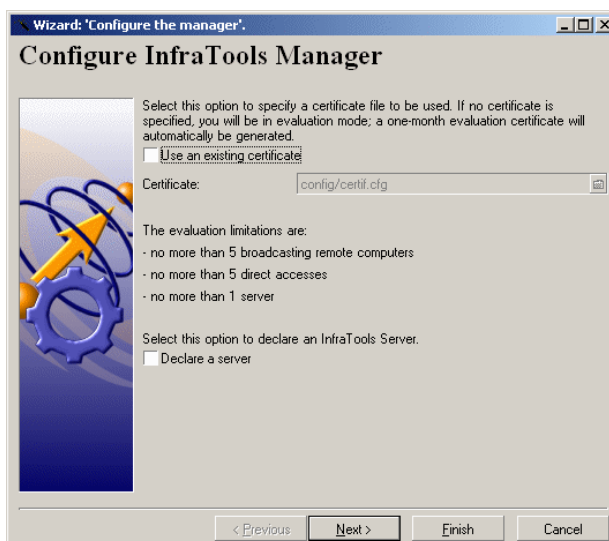 Wizard: 'Configure the manager'.
Configure InfraTools Manager
Select this option to specify a certificate file to be used. If no certificate is
specified, you will be in evaluation mode; a one-month evaluation certificate will
automatically be generated.
Use an existing certificate
Certificate: config/certif.cfg
The evaluation limitations are:
- no more than 5 broadcasting remote computers
- no more than 5 direct accesses
- no more than 1 server
Select this option to declare an InfraTools Server.
Declare a server
< Previous Next > Finish Cancel